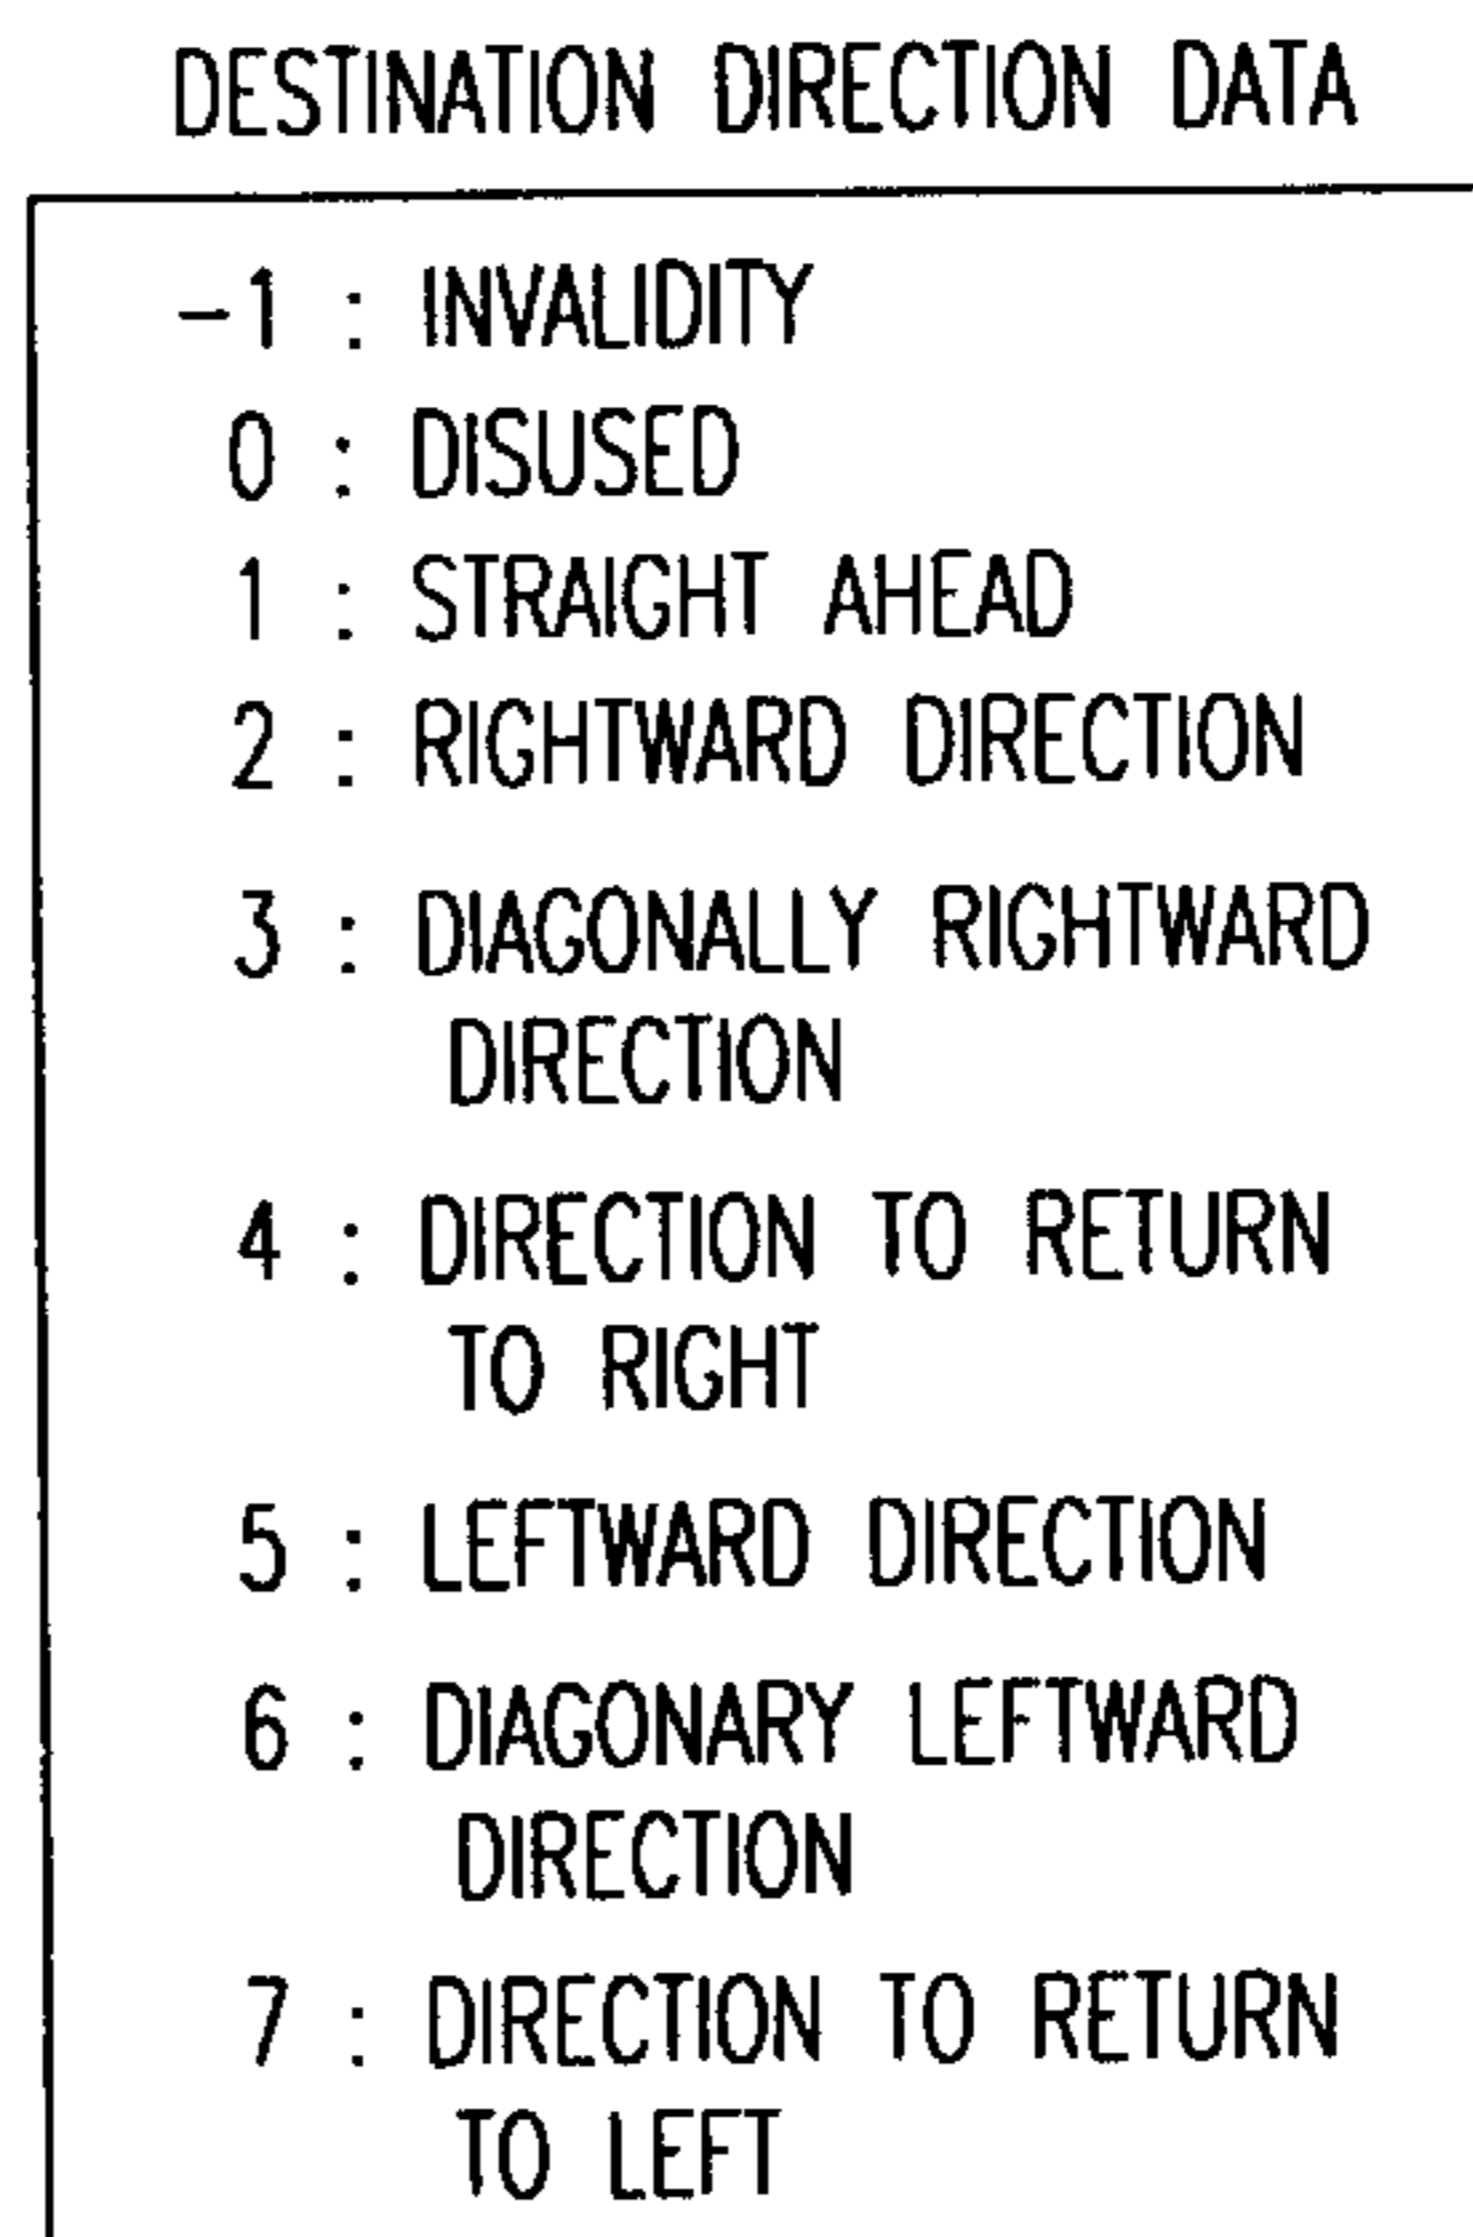 DESTINATION DIRECTION DATA
-1 : INVALIDITY
0 : DISUSED
1 : STRAIGHT AHEAD
2 : RIGHTWARD DIRECTION
3 : DIAGONALLY RIGHTWARD
DIRECTION
4 : DIRECTION TO RETURN
TO RIGHT
5 : LEFTWARD DIRECTION
6 : DIAGONARY LEFTWARD
DIRECTION
7 : DIRECTION TO RETURN
TO LEFT